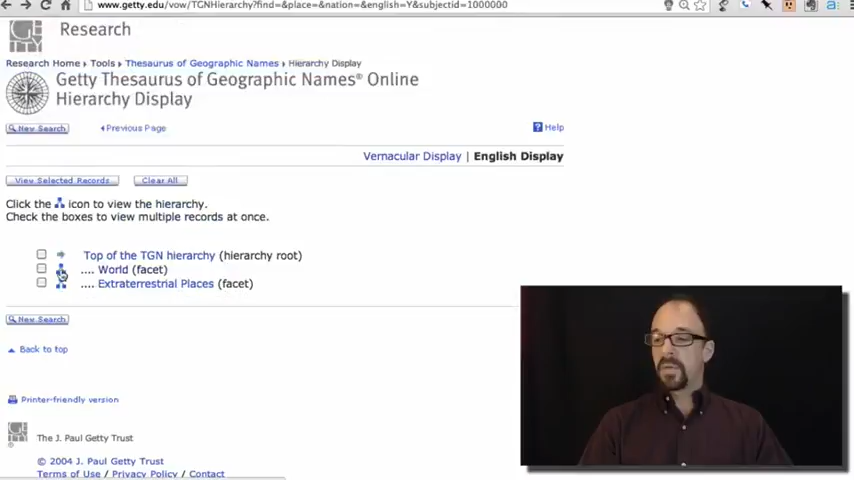 www.getty.edu/vow/TGNHierarchy?find=&place=&nation=&english=Y&subjectid=1000000
GETTY
Research
Research Home Tools Thesaurus of Geographic Names Hierarchy Display
Getty Thesaurus of Geographic Names® Online
Hierarchy Display
New Search Previous Page ? Help
Vernacular Display | English Display
View Selected Records Clear All
Click the icon to view the hierarchy.
Check the boxes to view multiple records at once.
Top of the TGN hierarchy (hierarchy root)
.... World (facet)
.... Extraterrestrial Places (facet)
New Search
Back to top
Printer-friendly version
The J. Paul Getty Trust
© 2004 J. Paul Getty Trust
Terms of Use / Privacy Policy / Contact